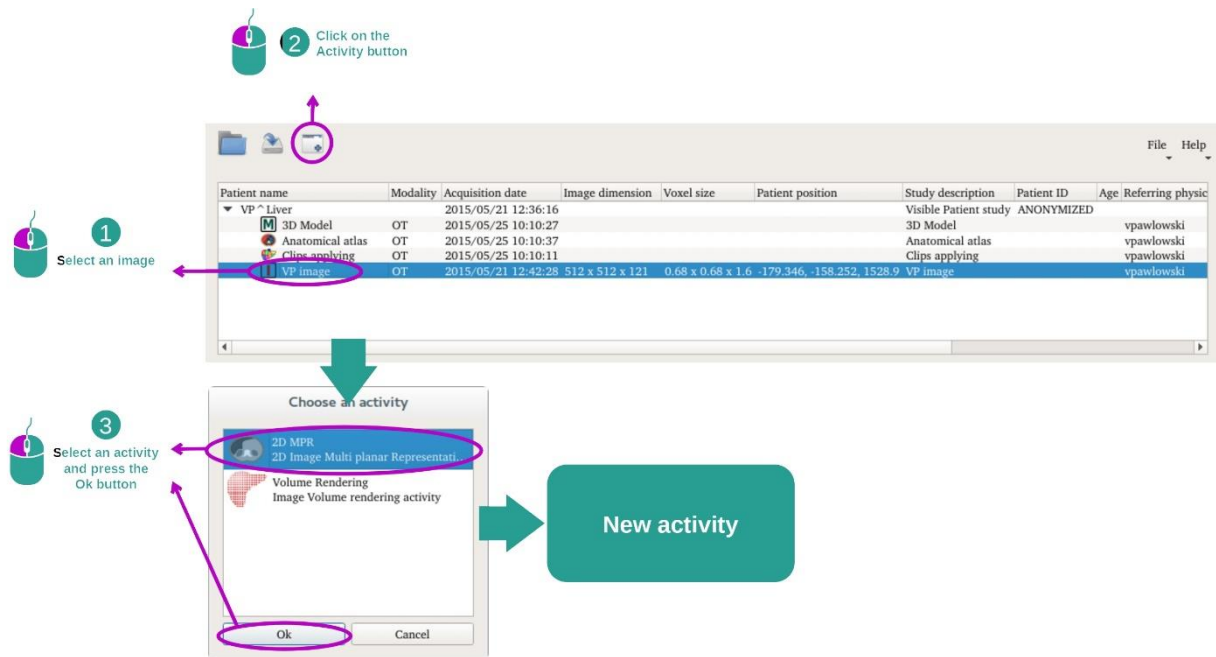 2 Click on the
Activity button
File Help
Patient name Modality Acquisition date Image dimension Voxel size Patient position Study description Patient ID Age Referring physic
VP^Liver 2015/05/21 12:36:16 Visible Patient study ANONYMIZED
M 3D Model OT 2015/05/25 10:10:27 3D Model vpawlowski
Anatomical atlas OT 2015/05/25 10:10:37 Anatomical atlas vpawlowski
Clips applying OT 2015/05/25 10:10:11 Clips applying vpawlowski
I VP image OT 2015/05/21 12:42:28 512 x 512 x 121 0.68 x 0.68 x 1.6 -179.346, -158.252, 1528.9 VP image vpawlowski
1
Select an image
Choose an activity
2D MPR
2D Image Multi planar Representati...
Volume Rendering
Image Volume rendering activity
Ok Cancel
3
Select an activity
and press the
Ok button
New activity